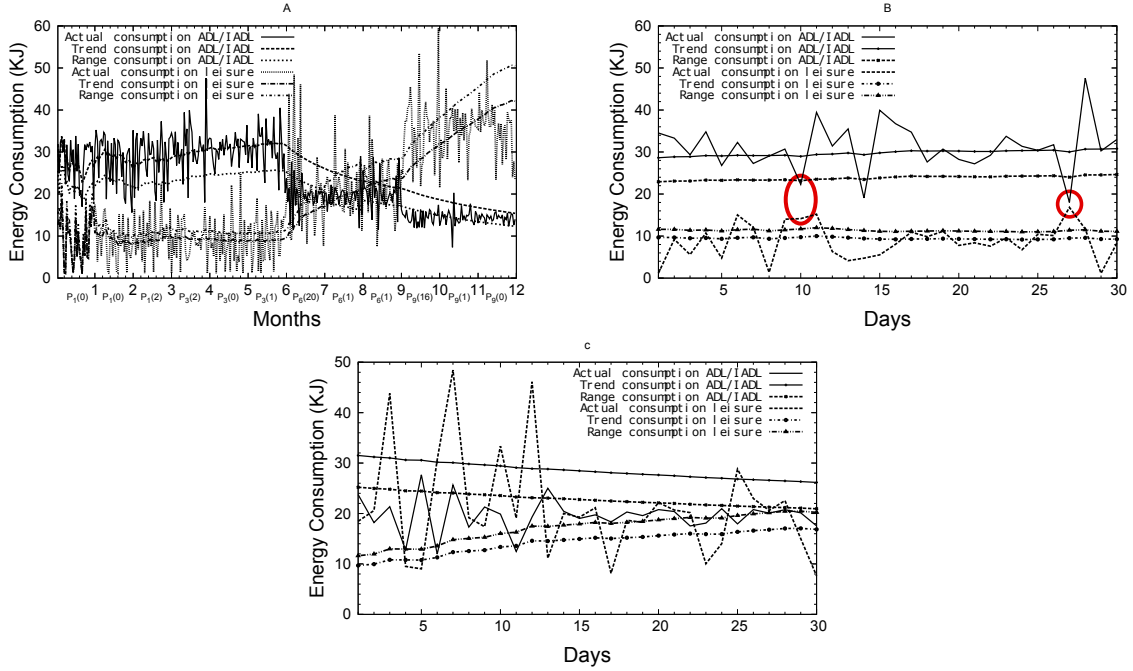 A
Energy Consumption (KJ)
60
50
40
30
20
10
0
Actual consumption ADL/IADL
Trend consumption ADL/IADL
Range consumption ADL/IADL
Actual consumption leisure
Trend consumption leisure
Range consumption leisure
1 2 3 4 5 6 7 8 9 10 11 12
P1(0) P1(0) P1(2) P3(2) P3(0) P3(1) P6(20) P6(1) P6(1) P9(16) P9(1) P9(0)
Months
B
Energy Consumption (KJ)
60
50
40
30
20
10
0
Actual consumption ADL/IADL
Trend consumption ADL/IADL
Range consumption ADL/IADL
Actual consumption leisure
Trend consumption leisure
Range consumption leisure
5 10 15 20 25 30
Days
c
Energy Consumption (KJ)
50
40
30
20
10
0
Actual consumption ADL/IADL
Trend consumption ADL/IADL
Range consumption ADL/IADL
Actual consumption leisure
Trend consumption leisure
Range consumption leisure
5 10 15 20 25 30
Days